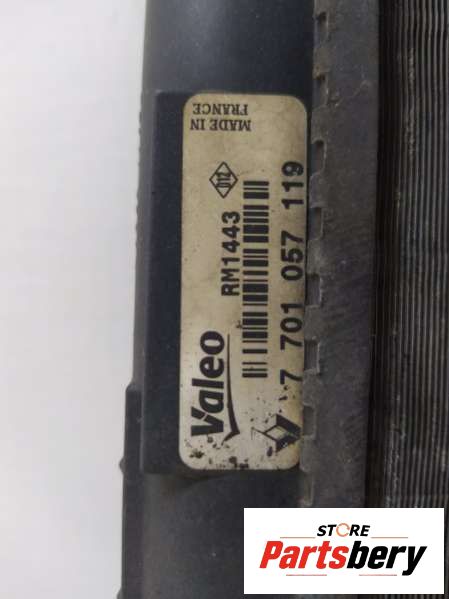 Valeo
RM1443
MADE IN
FRANCE
7 701 057 119
STORE
Partsbery